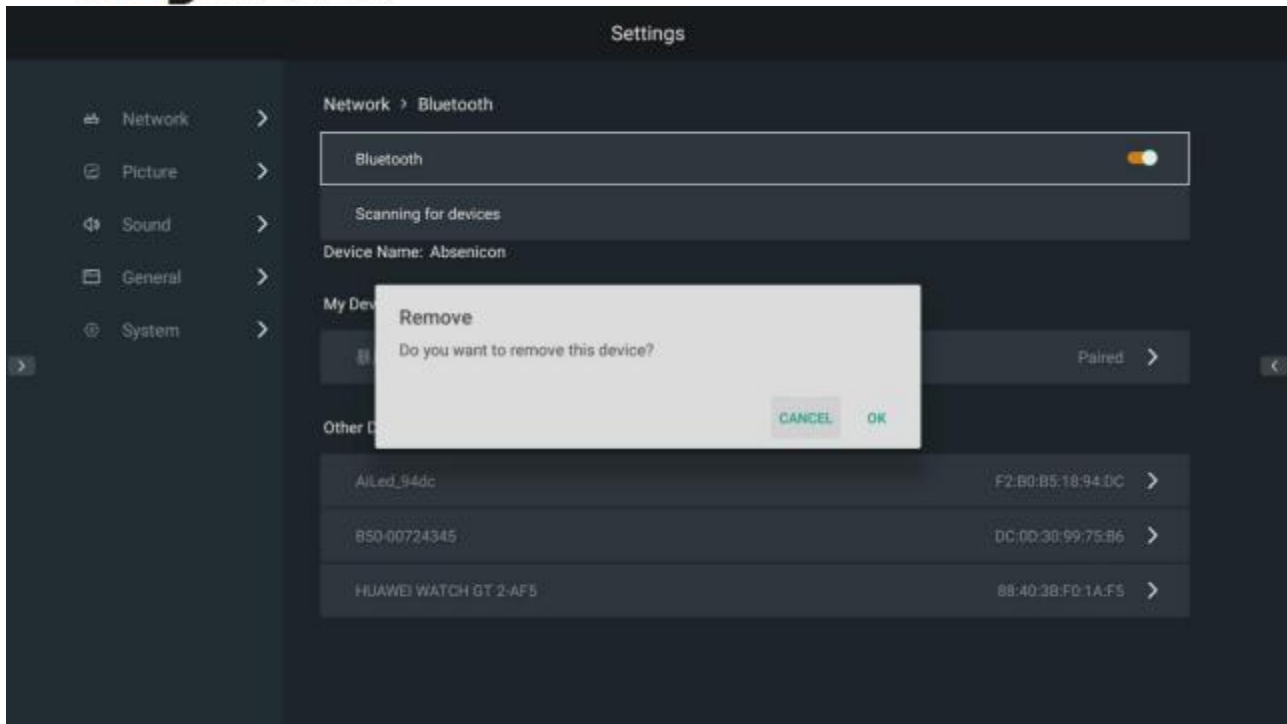 Settings
Network
Picture
Sound
General
System
Network > Bluetooth
Bluetooth
Scanning for devices
Device Name: Absenicon
My Dev
Remove
Do you want to remove this device?
CANCEL OK
Paired
Other D
AiLed_94dc F2:B0:B5:18:94:DC
B50-00724345 DC:0D:30:99:75:B6
HUAWEI WATCH GT 2-AF5 88:40:3B:F0:1A:F5